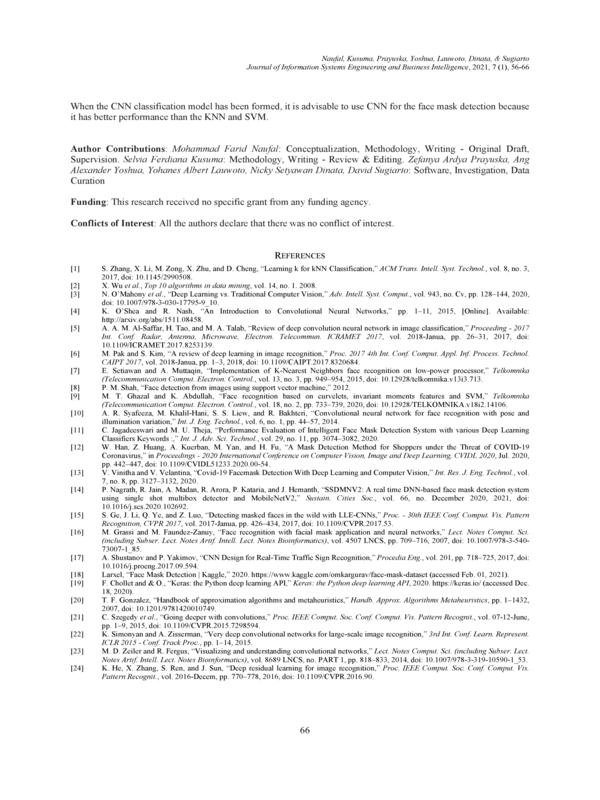 Naufal, Kusuma, Prayuska, Yoshua, Lauwoto, Dinata, & Sugiarto
Journal of Information Systems Engineering and Business Intelligence, 2021, 7 (1), 56-66
When the CNN classification model has been formed, it is advisable to use CNN for the face mask detection because
it has better performance than the KNN and SVM.
Author Contributions: Mohammad Farid Naufal: Conceptualization, Methodology, Writing - Original Draft,
Supervision. Selvia Ferdiana Kusuma: Methodology, Writing - Review & Editing. Zefanya Ardya Prayuska, Ang
Alexander Yoshua, Yohanes Albert Lauwoto, Nicky Setyawan Dinata, David Sugiarto: Software, Investigation, Data
Curation
Funding: This research received no specific grant from any funding agency.
Conflicts of Interest: All the authors declare that there was no conflict of interest.
REFERENCES
[1] S. Zhang, X. Li, M. Zong, X. Zhu, and D. Cheng, “Learning k for kNN Classification,” ACM Trans. Intell. Syst. Technol., vol. 8, no. 3,
2017, doi: 10.1145/2990508.
[2] X. Wu et al., Top 10 algorithms in data mining, vol. 14, no. 1. 2008.
[3] N. O’Mahony et al., “Deep Learning vs. Traditional Computer Vision,” Adv. Intell. Syst. Comput., vol. 943, no. Cv, pp. 128–144, 2020,
doi: 10.1007/978-3-030-17795-9_10.
[4] K. O’Shea and R. Nash, “An Introduction to Convolutional Neural Networks,” pp. 1–11, 2015, [Online]. Available:
http://arxiv.org/abs/1511.08458.
[5] A. A. M. Al-Saffar, H. Tao, and M. A. Talab, “Review of deep convolution neural network in image classification,” Proceeding - 2017
Int. Conf. Radar, Antenna, Microwave, Electron. Telecommun. ICRAMET 2017, vol. 2018-Janua, pp. 26–31, 2017, doi:
10.1109/ICRAMET.2017.8253139.
[6] M. Pak and S. Kim, “A review of deep learning in image recognition,” Proc. 2017 4th Int. Conf. Comput. Appl. Inf. Process. Technol.
CAIPT 2017, vol. 2018-Janua, pp. 1–3, 2018, doi: 10.1109/CAIPT.2017.8320684.
[7] E. Setiawan and A. Muttaqin, “Implementation of K-Nearest Neighbors face recognition on low-power processor,” Telkomnika
(Telecommunication Comput. Electron. Control., vol. 13, no. 3, pp. 949–954, 2015, doi: 10.12928/telkomnika.v13i3.713.
[8] P. M. Shah, “Face detection from images using support vector machine,” 2012.
[9] M. T. Ghazal and K. Abdullah, “Face recognition based on curvelets, invariant moments features and SVM,” Telkomnika
(Telecommunication Comput. Electron. Control., vol. 18, no. 2, pp. 733–739, 2020, doi: 10.12928/TELKOMNIKA.v18i2.14106.
[10] A. R. Syafeeza, M. Khalil-Hani, S. S. Liew, and R. Bakhteri, “Convolutional neural network for face recognition with pose and
illumination variation,” Int. J. Eng. Technol., vol. 6, no. 1, pp. 44–57, 2014.
[11] C. Jagadeeswari and M. U. Theja, “Performance Evaluation of Intelligent Face Mask Detection System with various Deep Learning
Classifiers Keywords :,” Int. J. Adv. Sci. Technol., vol. 29, no. 11, pp. 3074–3082, 2020.
[12] W. Han, Z. Huang, A. Kuerban, M. Yan, and H. Fu, “A Mask Detection Method for Shoppers under the Threat of COVID-19
Coronavirus,” in Proceedings - 2020 International Conference on Computer Vision, Image and Deep Learning, CVIDL 2020, Jul. 2020,
pp. 442–447, doi: 10.1109/CVIDL51233.2020.00-54.
[13] V. Vinitha and V. Velantina, “Covid-19 Facemask Detection With Deep Learning and Computer Vision,” Int. Res. J. Eng. Technol., vol.
7, no. 8, pp. 3127–3132, 2020.
[14] P. Nagrath, R. Jain, A. Madan, R. Arora, P. Kataria, and J. Hemanth, “SSDMNV2: A real time DNN-based face mask detection system
using single shot multibox detector and MobileNetV2,” Sustain. Cities Soc., vol. 66, no. December 2020, 2021, doi:
10.1016/j.scs.2020.102692.
[15] S. Ge, J. Li, Q. Ye, and Z. Luo, “Detecting masked faces in the wild with LLE-CNNs,” Proc. - 30th IEEE Conf. Comput. Vis. Pattern
Recognition, CVPR 2017, vol. 2017-Janua, pp. 426–434, 2017, doi: 10.1109/CVPR.2017.53.
[16] M. Grassi and M. Faundez-Zanuy, “Face recognition with facial mask application and neural networks,” Lect. Notes Comput. Sci.
(including Subser. Lect. Notes Artif. Intell. Lect. Notes Bioinformatics), vol. 4507 LNCS, pp. 709–716, 2007, doi: 10.1007/978-3-540-
73007-1_85.
[17] A. Shustanov and P. Yakimov, “CNN Design for Real-Time Traffic Sign Recognition,” Procedia Eng., vol. 201, pp. 718–725, 2017, doi:
10.1016/j.proeng.2017.09.594.
[18] Larxel, “Face Mask Detection | Kaggle,” 2020. https://www.kaggle.com/omkargurav/face-mask-dataset (accessed Feb. 01, 2021).
[19] F. Chollet & O., “Keras: the Python deep learning API,” Keras: the Python deep learning API, 2020. https://keras.io/ (accessed Dec.
18, 2020).
[20] T. F. Gonzalez, “Handbook of approximation algorithms and metaheuristics,” Handb. Approx. Algorithms Metaheuristics, pp. 1–1432,
2007, doi: 10.1201/9781420010749.
[21] C. Szegedy et al., “Going deeper with convolutions,” Proc. IEEE Comput. Soc. Conf. Comput. Vis. Pattern Recognit., vol. 07-12-June,
pp. 1–9, 2015, doi: 10.1109/CVPR.2015.7298594.
[22] K. Simonyan and A. Zisserman, “Very deep convolutional networks for large-scale image recognition,” 3rd Int. Conf. Learn. Represent.
ICLR 2015 - Conf. Track Proc., pp. 1–14, 2015.
[23] M. D. Zeiler and R. Fergus, “Visualizing and understanding convolutional networks,” Lect. Notes Comput. Sci. (including Subser. Lect.
Notes Artif. Intell. Lect. Notes Bioinformatics), vol. 8689 LNCS, no. PART 1, pp. 818–833, 2014, doi: 10.1007/978-3-319-10590-1_53.
[24] K. He, X. Zhang, S. Ren, and J. Sun, “Deep residual learning for image recognition,” Proc. IEEE Comput. Soc. Conf. Comput. Vis.
Pattern Recognit., vol. 2016-Decem, pp. 770–778, 2016, doi: 10.1109/CVPR.2016.90.
66